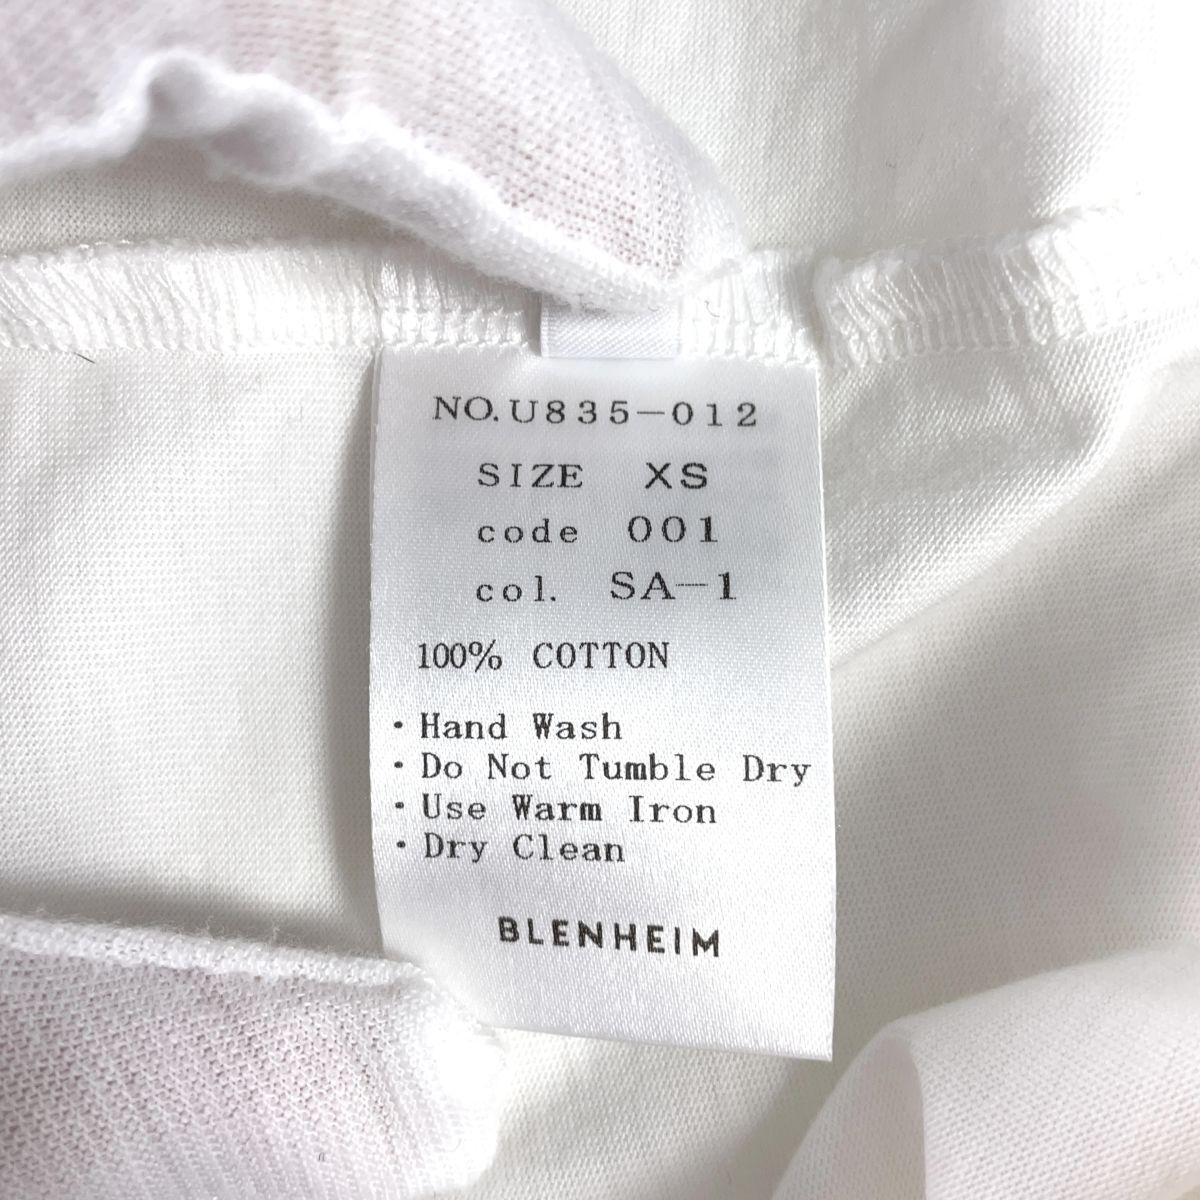 NO.U835-012
SIZE XS
code 001
col. SA-1
100% COTTON
・Hand Wash
・Do Not Tumble Dry
・Use Warm Iron
・Dry Clean
BLENHEIM